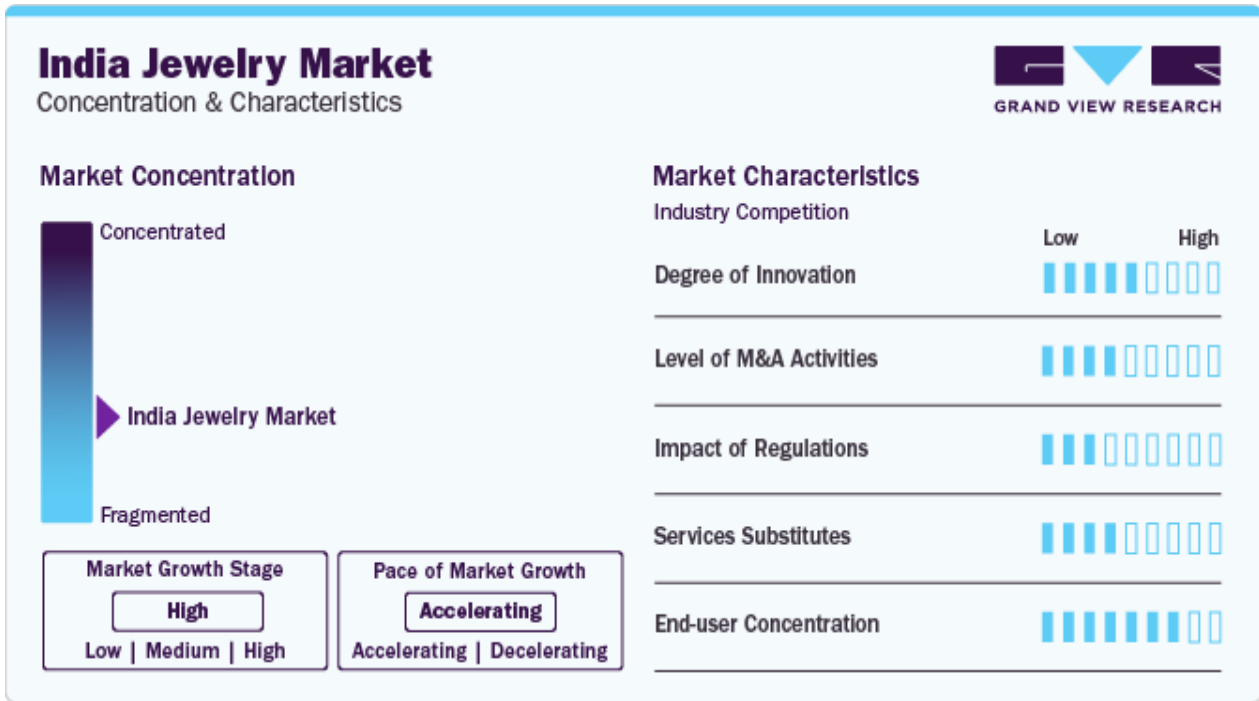 India Jewelry Market
Concentration & Characteristics
GRAND VIEW RESEARCH
Market Concentration
Concentrated
India Jewelry Market
Fragmented
Market Growth Stage
High
Low | Medium | High
Pace of Market Growth
Accelerating
Accelerating | Decelerating
Market Characteristics
Industry Competition
Low High
Degree of Innovation
Level of M&A Activities
Impact of Regulations
Services Substitutes
End-user Concentration